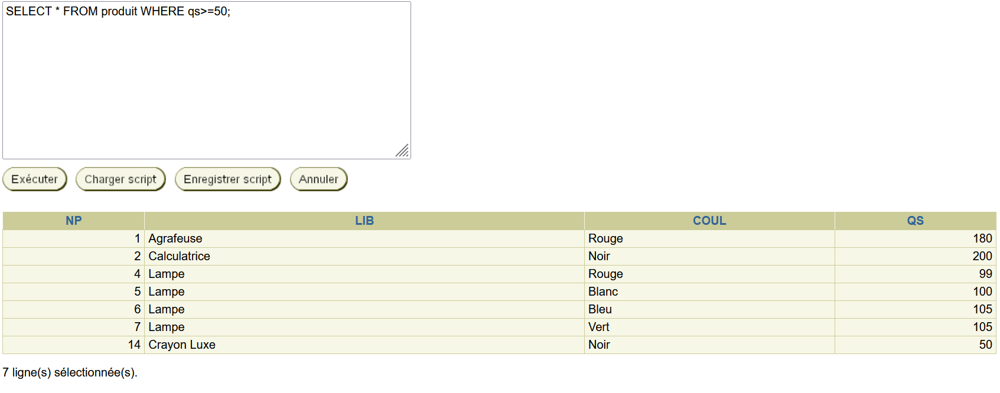 SELECT * FROM produit WHERE qs>=50;
Exécuter Charger script Enregistrer script Annuler
NP LIB COUL QS
1 Agrafeuse Rouge 180
2 Calculatrice Noir 200
4 Lampe Rouge 99
5 Lampe Blanc 100
6 Lampe Bleu 105
7 Lampe Vert 105
14 Crayon Luxe Noir 50
7 ligne(s) sélectionnée(s).